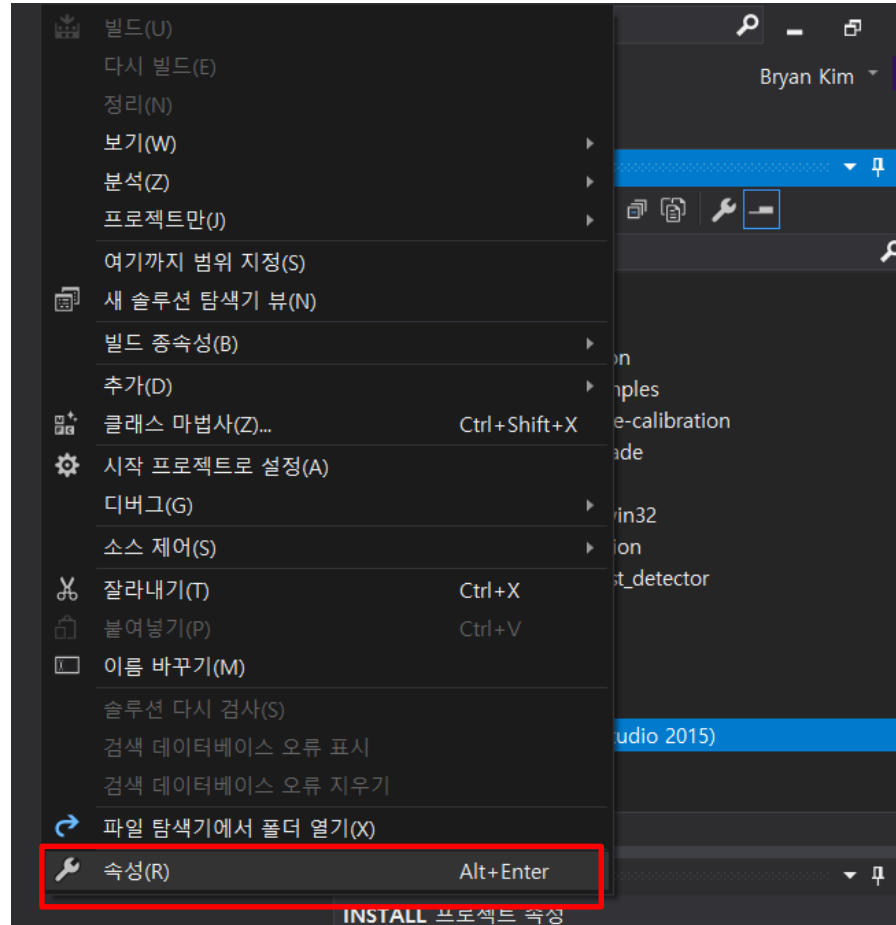 빌드(U)
다시 빌드(E)
정리(N)
보기(W)
분석(Z)
프로젝트만(J)
여기까지 범위 지정(S)
새 솔루션 탐색기 뷰(N)
빌드 종속성(B)
추가(D)
클래스 마법사(Z)... Ctrl+Shift+X
시작 프로젝트로 설정(A)
디버그(G)
소스 제어(S)
잘라내기(T) Ctrl+X
붙여넣기(P) Ctrl+V
이름 바꾸기(M)
솔루션 다시 검사(S)
검색 데이터베이스 오류 표시
검색 데이터베이스 오류 지우기
파일 탐색기에서 폴더 열기(X)
속성(R) Alt+Enter
Bryan Kim
on
nples
e-calibration
ade
vin32
ion
st_detector
udio 2015)
INSTALL 프로젝트 속성